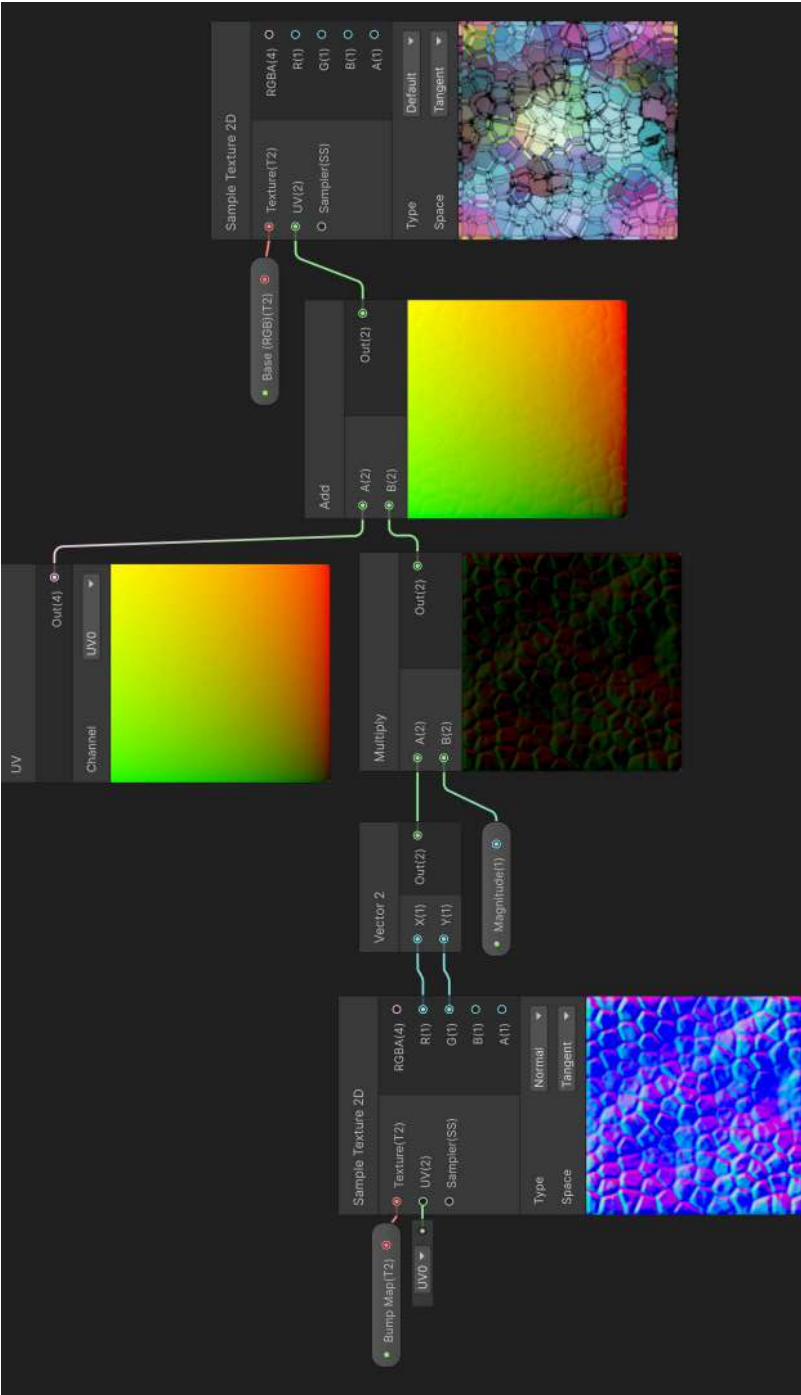 Bump Map(T2)
UV0
Sample Texture 2D
Texture(T2)
RGBA(4)
UV(2)
R(1)
Sampler(SS)
G(1)
B(1)
A(1)
Type
Normal
Space
Tangent
Vector 2
X(1)
Out(2)
Y(1)
Magnitude(1)
Multiply
A(2)
Out(2)
B(2)
UV
Out(4)
Channel
UV0
Add
A(2)
Out(2)
B(2)
Base (RGB)(T2)
Sample Texture 2D
Texture(T2)
RGBA(4)
UV(2)
R(1)
Sampler(SS)
G(1)
B(1)
A(1)
Type
Default
Space
Tangent